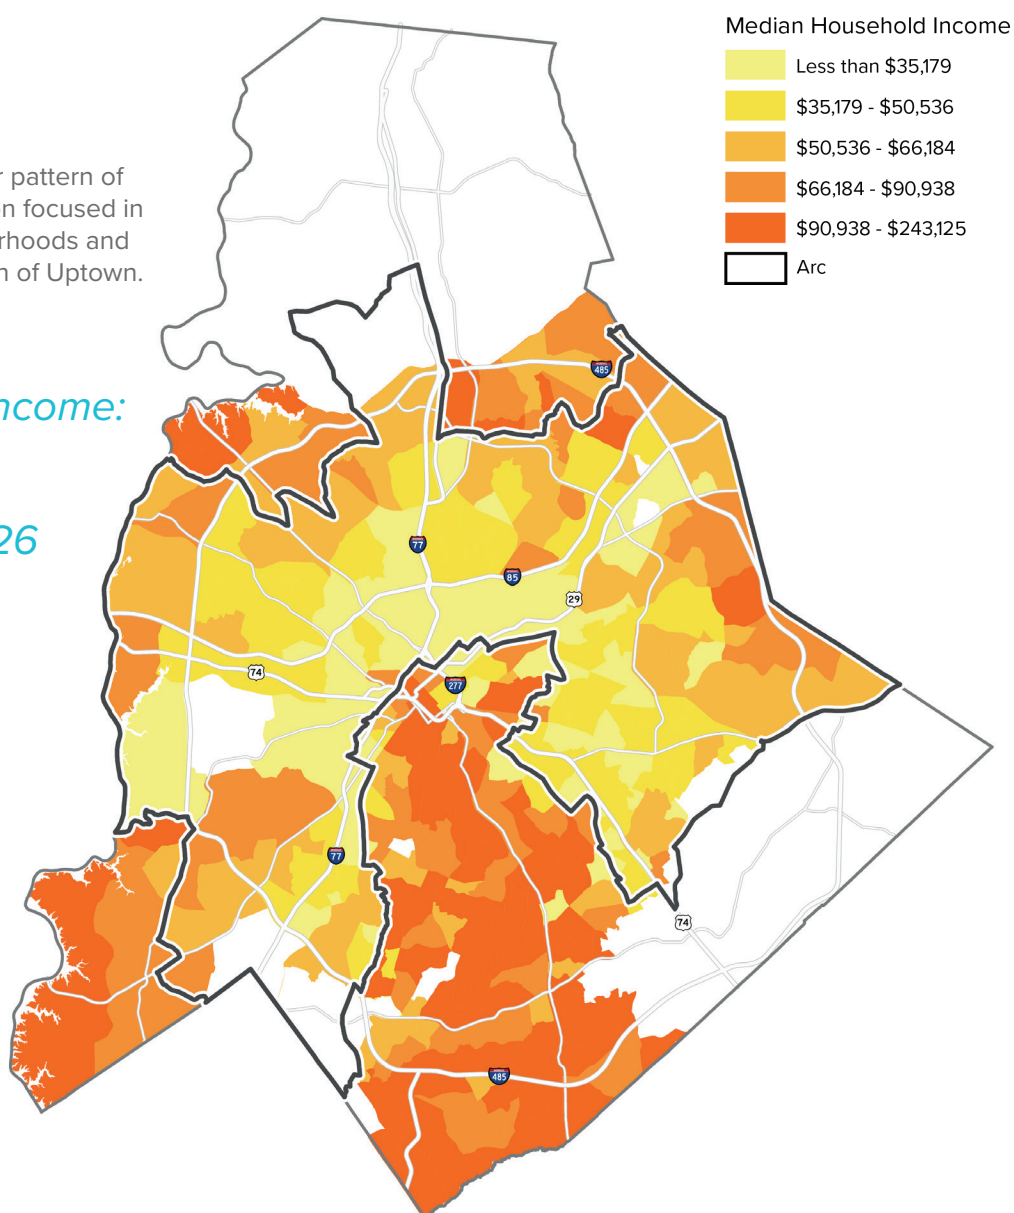 Median Household Income
Less than $35,179
$35,179 - $50,536
$50,536 - $66,184
$66,184 - $90,938
$90,938 - $243,125
Arc
pattern of
focused in
and
of Uptown.
ncome:
26
485
77
85
29
74
277
77
74
485